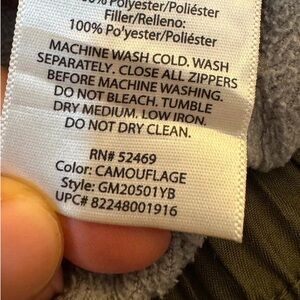 100% Polyester/Poliéster
Filler/Relleno:
100% Polyester/Poliéster
MACHINE WASH COLD. WASH
SEPARATELY. CLOSE ALL ZIPPERS
BEFORE MACHINE WASHING.
DO NOT BLEACH. TUMBLE
DRY MEDIUM. LOW IRON.
DO NOT DRY CLEAN.
RN# 52469
Color: CAMOUFLAGE
Style: GM20501YB
UPC# 82248001916